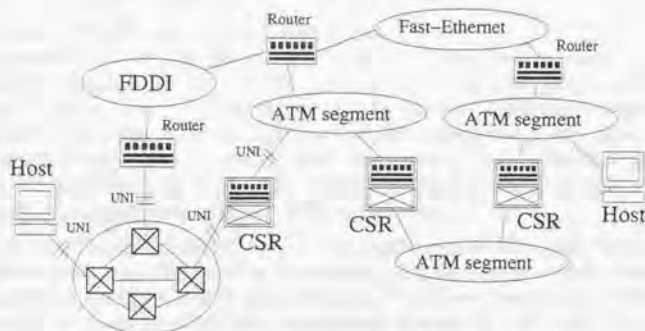 Router
Fast-Ethernet
Router
FDDI
ATM segment
ATM segment
Router
UNI
Host
UNI
UNI
UNI
CSR
CSR
CSR
Host
ATM segment